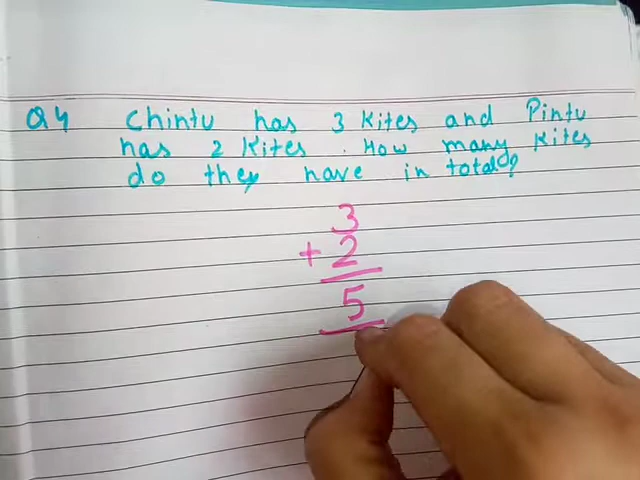 Q4 Chintu has 3 Kites and Pintu
has 2 Kites. How many Kites
do they have in total?
3
+ 2
5